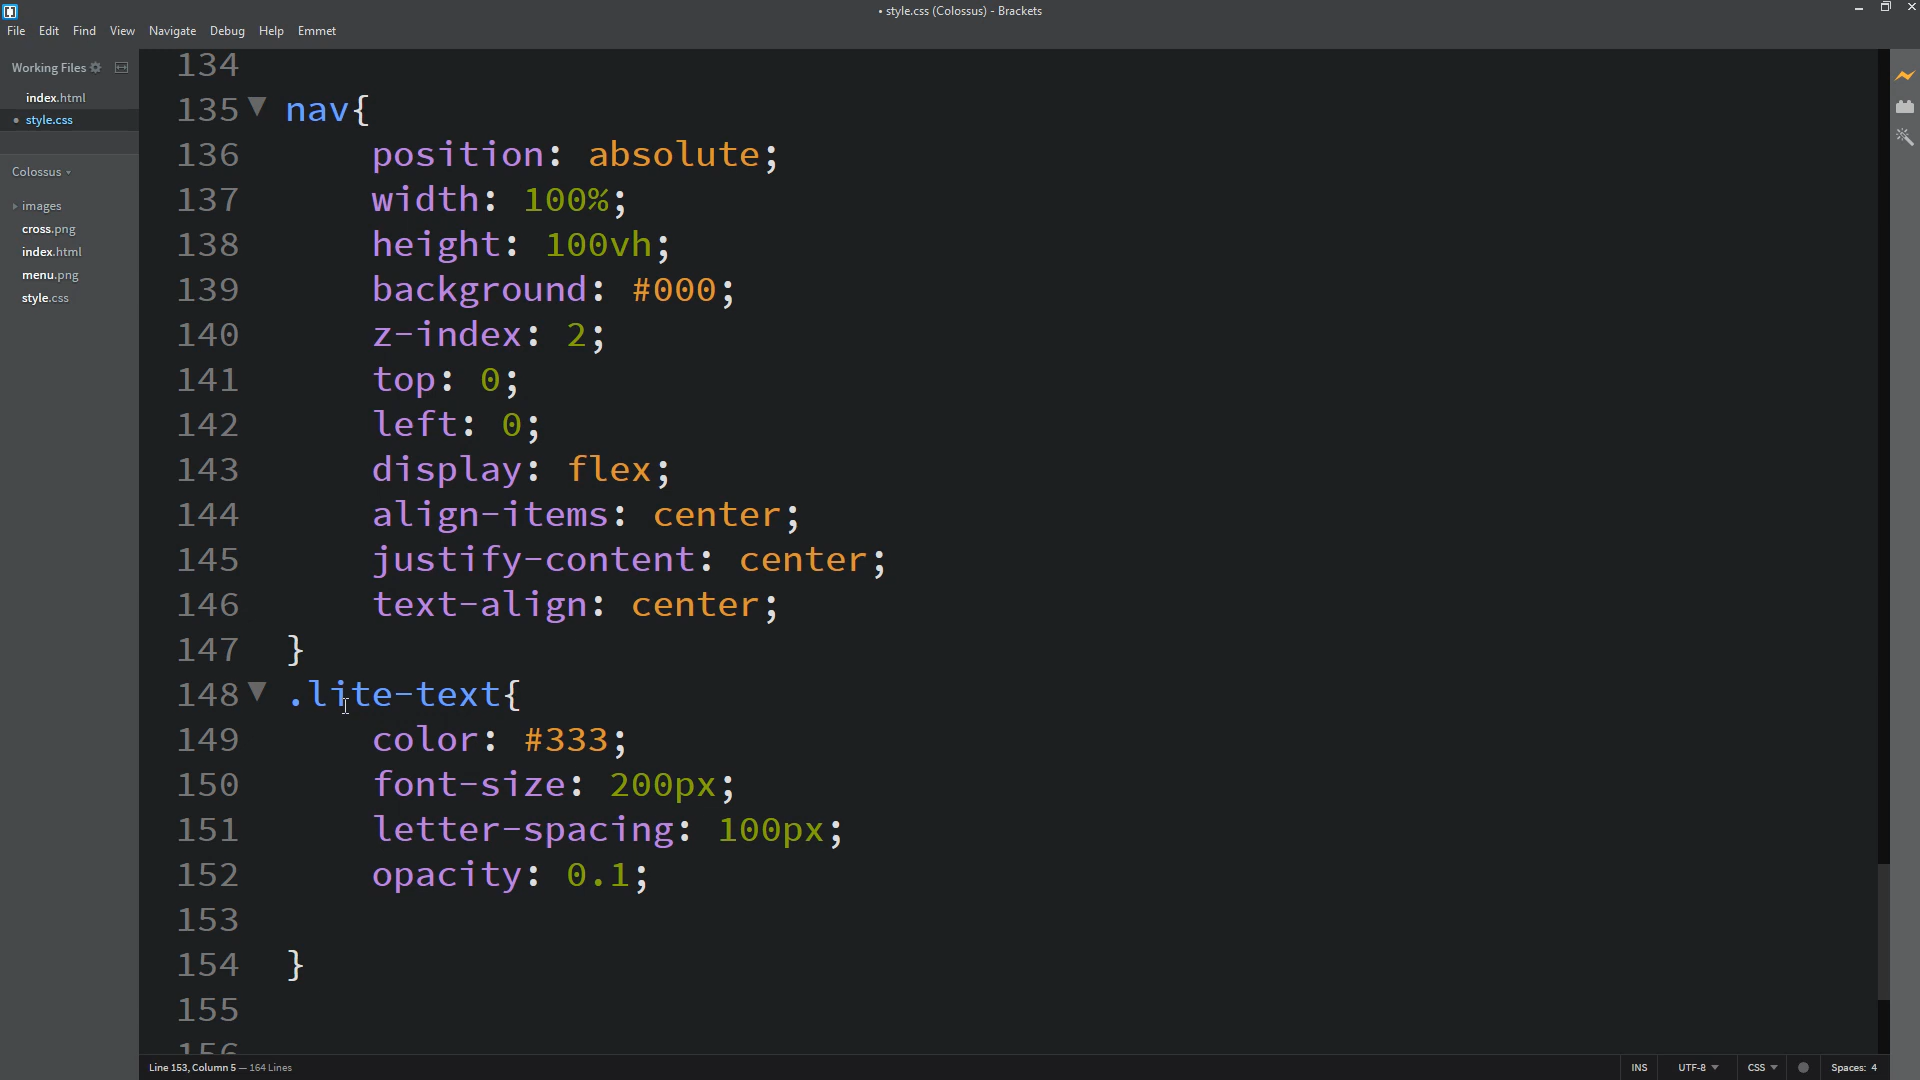 • style.css (Colossus) - Brackets
File Edit Find View Navigate Debug Help Emmet
Working Files
index.html
• style.css
Colossus
images
cross.png
index.html
menu.png
style.css
134
135 nav{
136 position: absolute;
137 width: 100%;
138 height: 100vh;
139 background: #000;
140 z-index: 2;
141 top: 0;
142 left: 0;
143 display: flex;
144 align-items: center;
145 justify-content: center;
146 text-align: center;
147 }
148 .lite-text{
149 color: #333;
150 font-size: 200px;
151 letter-spacing: 100px;
152 opacity: 0.1;
153
154 }
155
156
Line 153, Column 5 — 164 Lines
INS UTF-8 CSS Spaces: 4